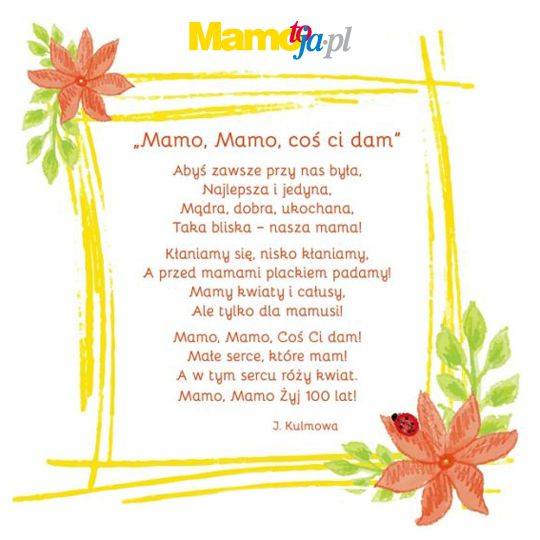 Mamotoja.pl
„Mamo, Mamo, coś ci dam"
Abyś zawsze przy nas była,
Najlepsza i jedyna,
Mądra, dobra, ukochana,
Taka bliska – nasza mama!
Kłaniamy się, nisko kłaniamy,
A przed mamami plackiem padamy!
Mamy kwiaty i całusy,
Ale tylko dla mamusi!
Mamo, Mamo, Coś Ci dam!
Małe serce, które mam!
A w tym sercu róży kwiat.
Mamo, Mamo Żyj 100 lat!
J. Kulmowa